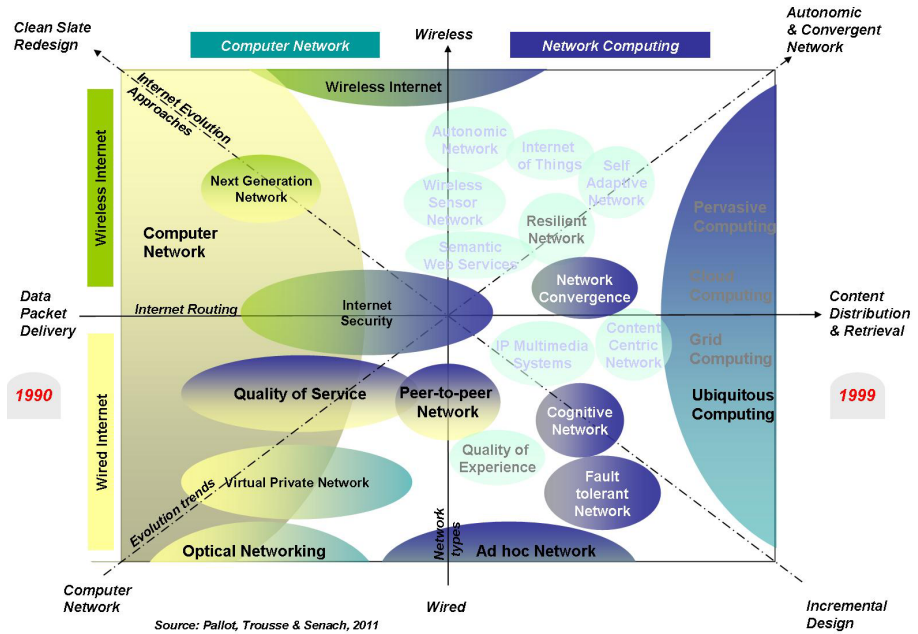 Clean Slate
Redesign
Computer Network
Wireless
Network Computing
Autonomic
& Convergent
Network
Internet Evolution
Approaches
Wireless Internet
Wireless Internet
Autonomic
Network
Internet
of Things
Self
Adaptive
Network
Next Generation
Network
Wireless
Sensor
Network
Resilient
Network
Pervasive
Computing
Computer
Network
Semantic
Web Services
Network
Convergence
Cloud
Computing
Data
Packet
Delivery
Internet Routing
Internet
Security
Content
Distribution
& Retrieval
IP Multimedia
Systems
Content
Centric
Network
Grid
Computing
1990
Quality of Service
Peer-to-peer
Network
Cognitive
Network
Ubiquitous
Computing
1999
Wired Internet
Virtual Private Network
Quality of
Experience
Fault
tolerant
Network
Evolution trends
Optical Networking
Network
types
Ad hoc Network
Computer
Network
Wired
Incremental
Design
Source: Pallot, Trousse & Senach, 2011